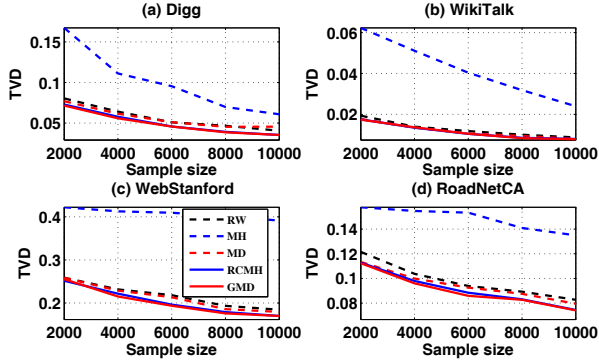 (a) Digg
TVD
0.15
0.1
0.05
2000 4000 6000 8000 10000
Sample size
(b) WikiTalk
TVD
0.06
0.04
0.02
2000 4000 6000 8000 10000
Sample size
(c) WebStanford
TVD
0.4
0.3
0.2
RW
MH
MD
RCMH
GMD
2000 4000 6000 8000 10000
Sample size
(d) RoadNetCA
TVD
0.14
0.12
0.1
0.08
2000 4000 6000 8000 10000
Sample size